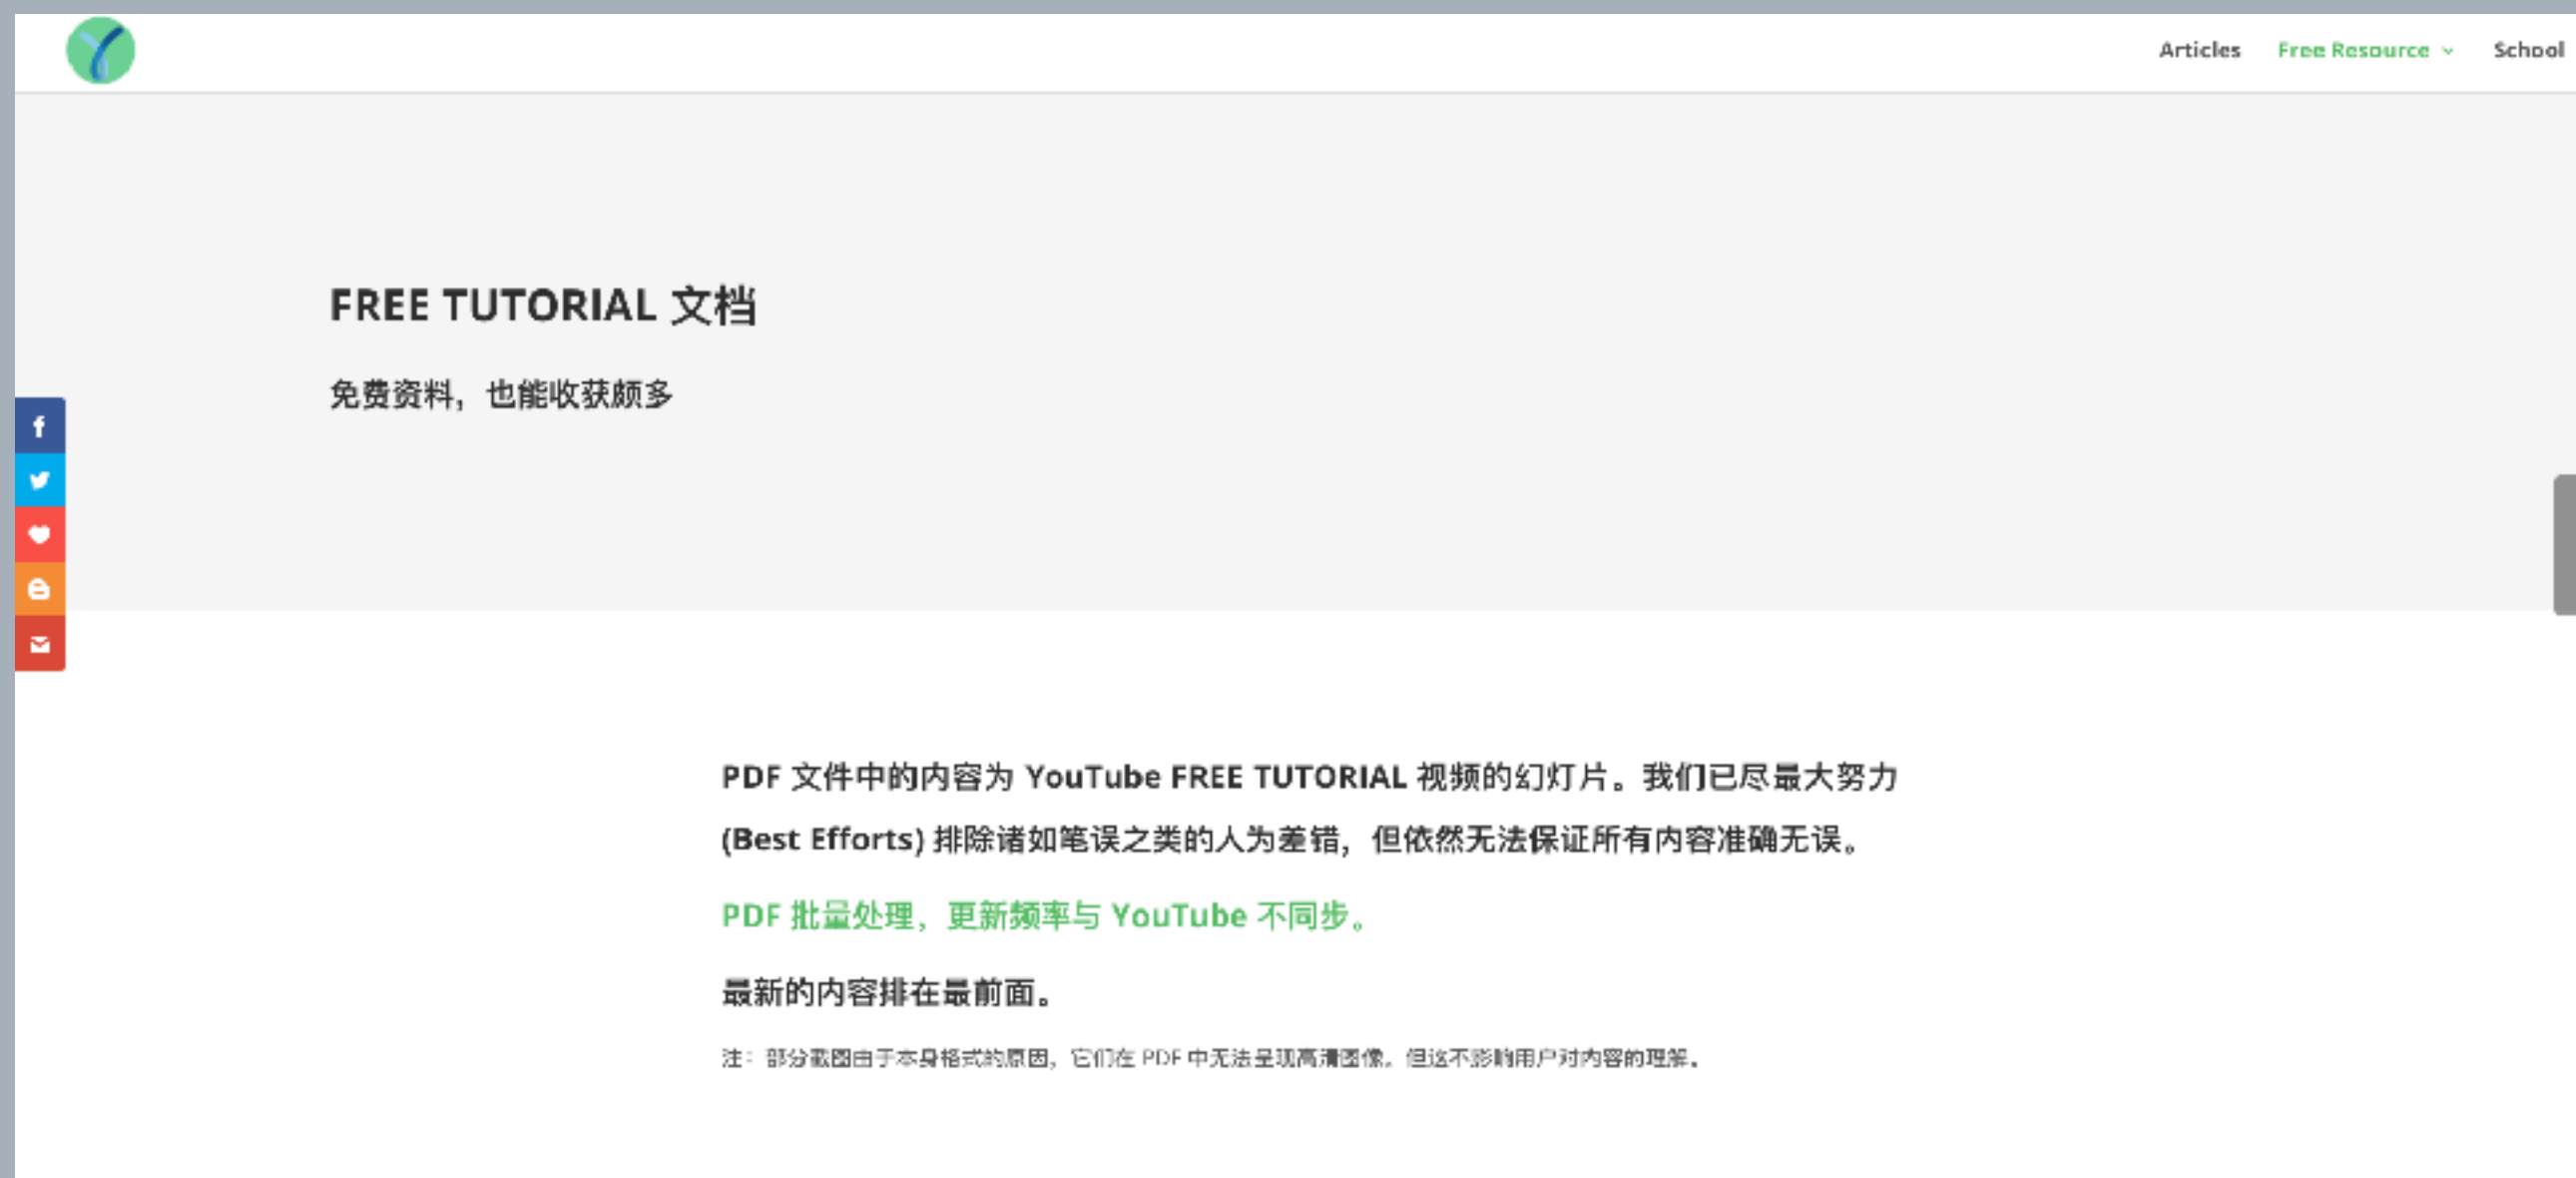 Articles Free Resource School
FREE TUTORIAL 文档
免费资料，也能收获颇多
PDF 文件中的内容为 YouTube FREE TUTORIAL 视频的幻灯片。我们已尽最大努力
(Best Efforts) 排除诸如笔误之类的人为差错，但依然无法保证所有内容准确无误。
PDF 批量处理，更新频率与 YouTube 不同步。
最新的内容排在最前面。
注：部分截图由于本身格式的原因，它们在 PDF 中无法呈现高清图像。但这不影响用户对内容的理解。